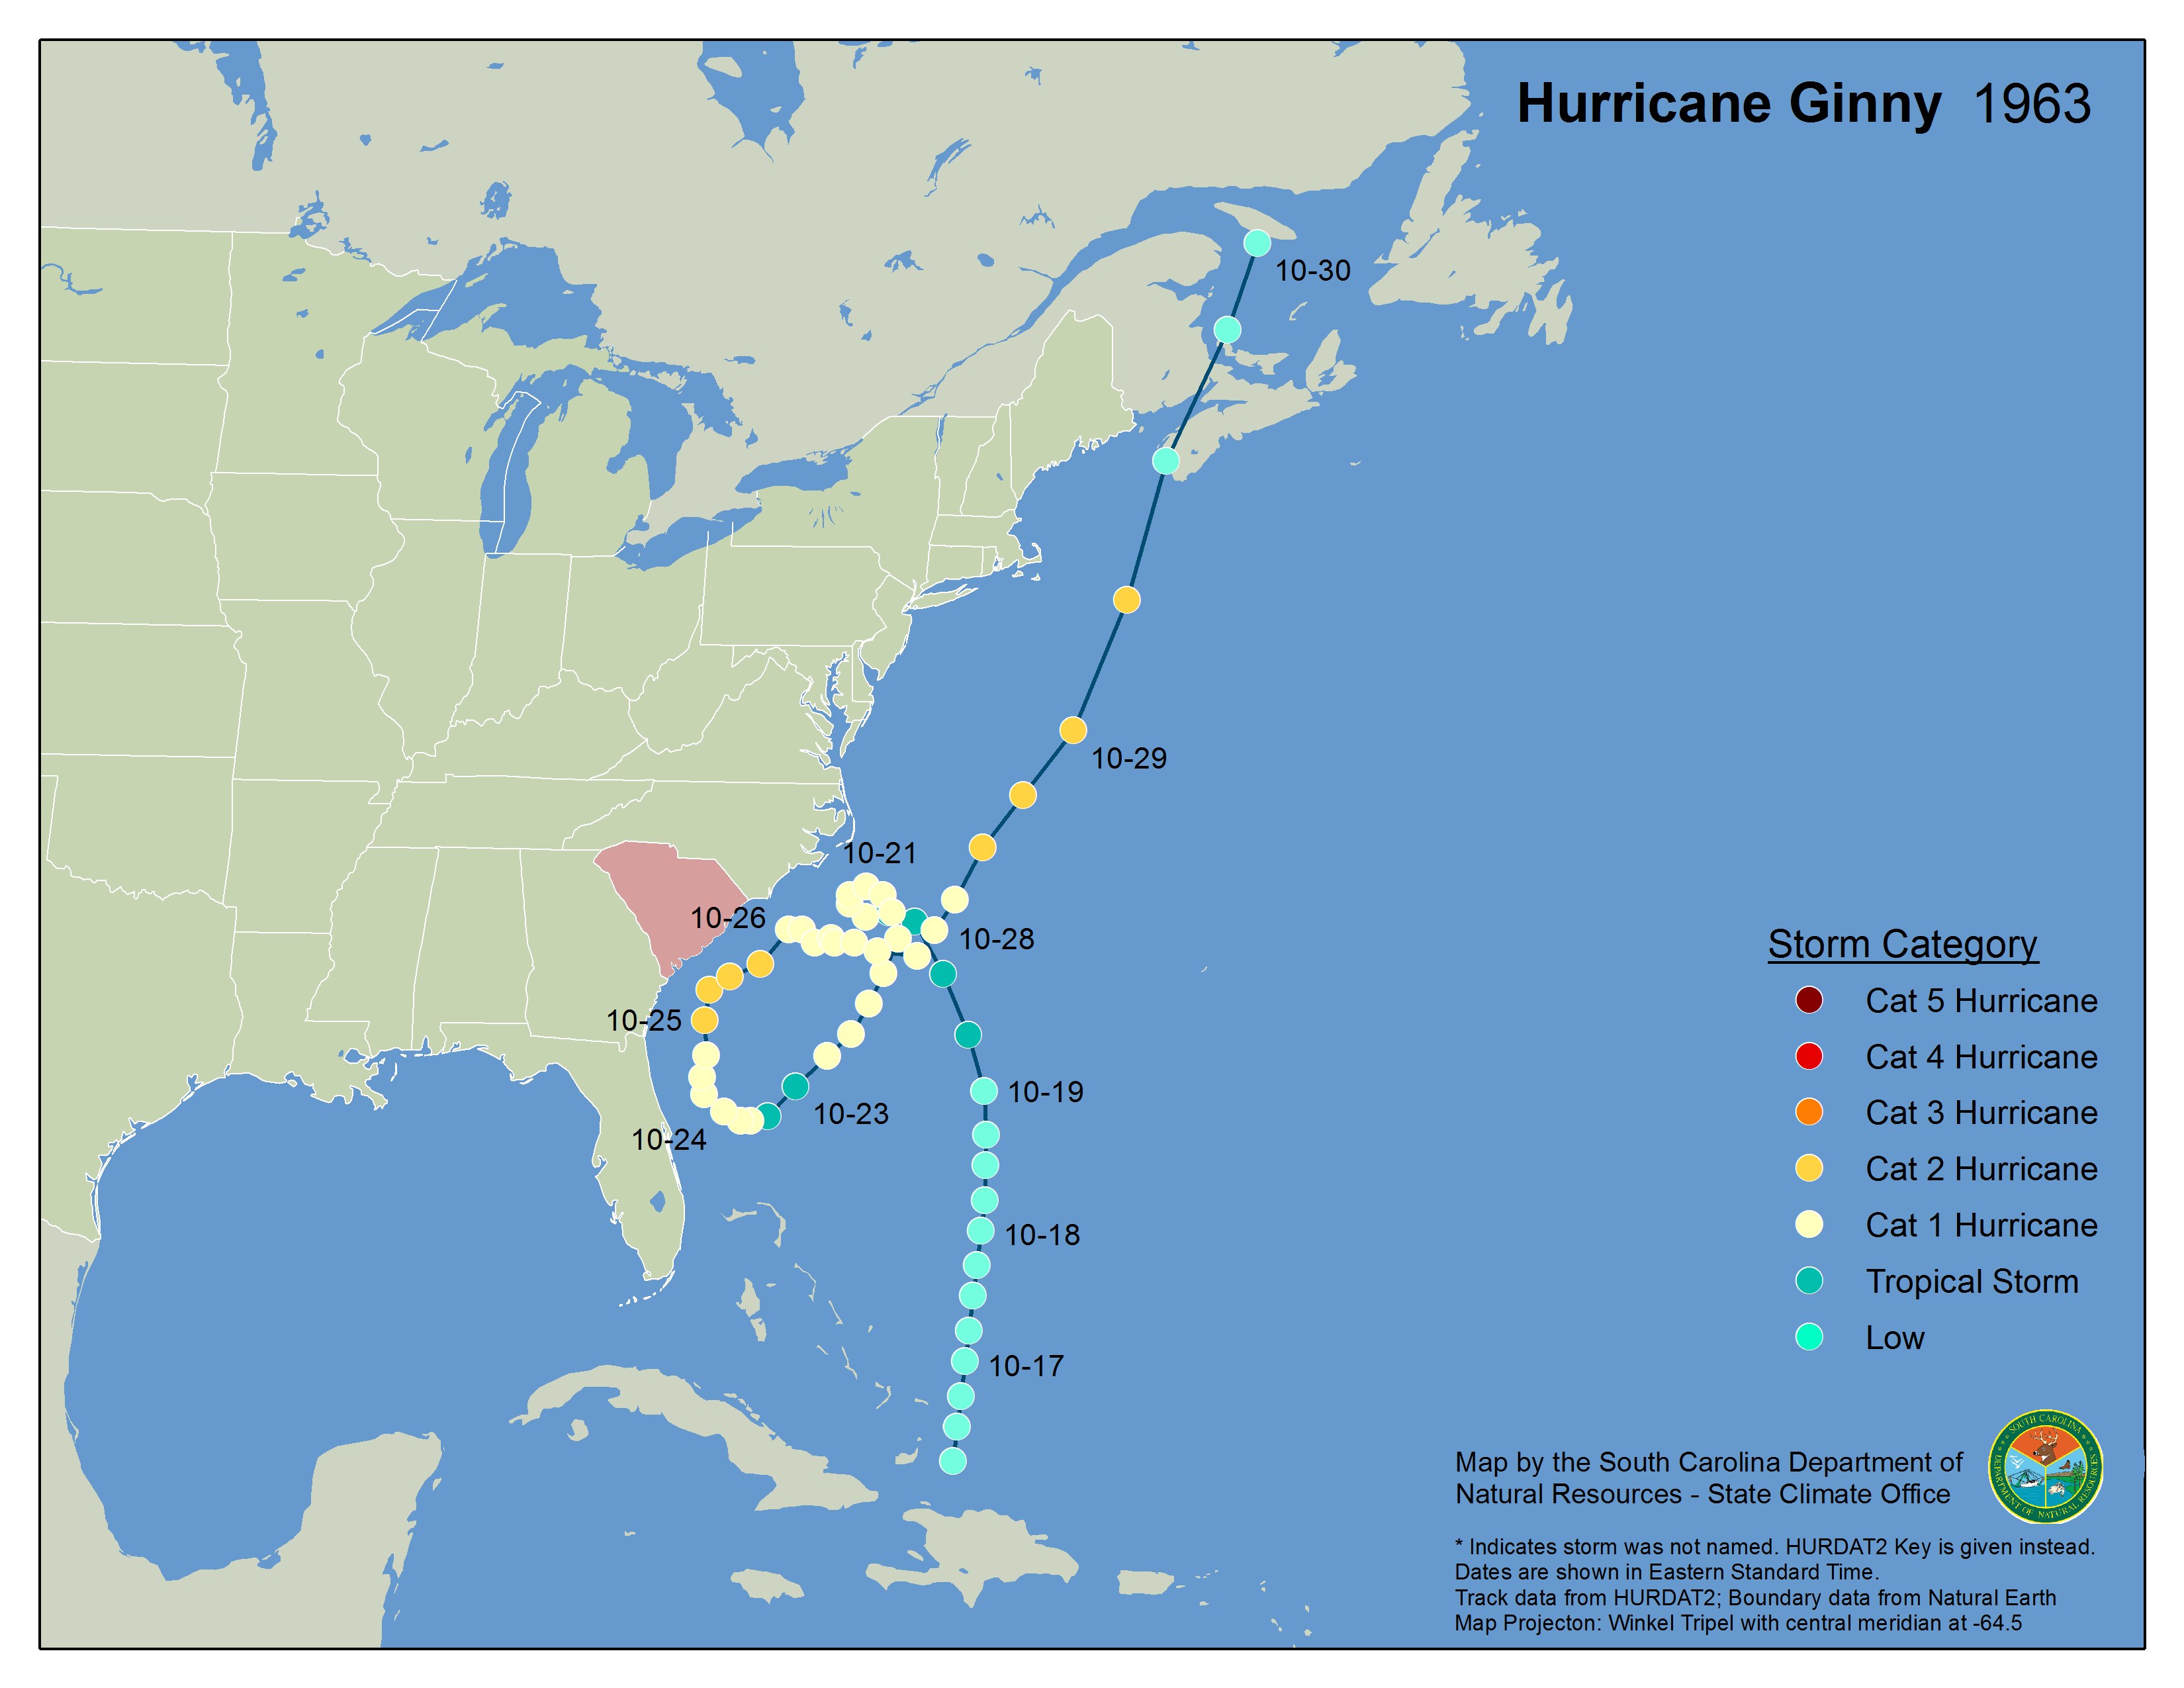 Hurricane Ginny 1963
10-30
10-29
10-21
10-26
10-28
10-25
10-19
10-23
10-24
10-18
10-17
Storm Category
Cat 5 Hurricane
Cat 4 Hurricane
Cat 3 Hurricane
Cat 2 Hurricane
Cat 1 Hurricane
Tropical Storm
Low
Map by the South Carolina Department of
Natural Resources - State Climate Office
SOUTH CAROLINA
DEPARTMENT OF NATURAL RESOURCES
* Indicates storm was not named. HURDAT2 Key is given instead.
Dates are shown in Eastern Standard Time.
Track data from HURDAT2; Boundary data from Natural Earth
Map Projecton: Winkel Tripel with central meridian at -64.5